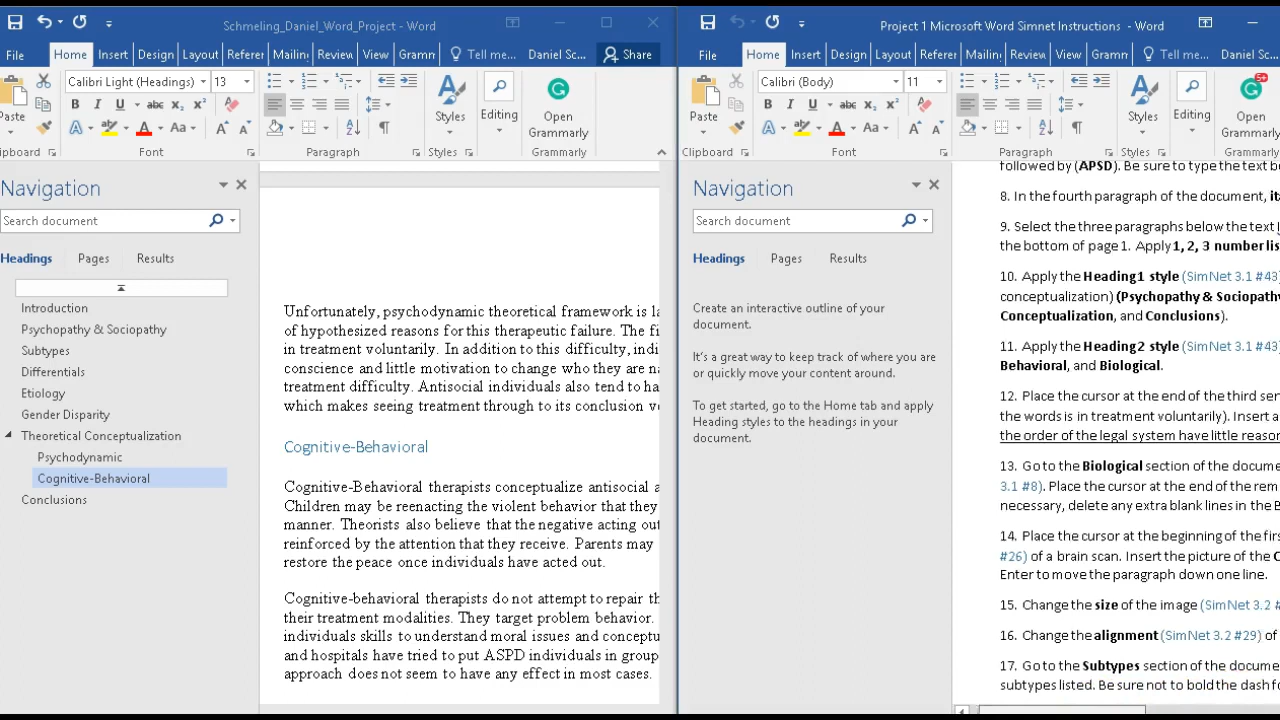 Schmeling_Daniel_Word_Project - Word
File Home Insert Design Layout Referer Mailin Review View Gramn Tell me... Daniel Sc... Share
Calibri Light (Headings) 13
Paste
B I U abc x₂ x²
A Aa A A
Styles
Editing
Open
Grammarly
ipboard Font Paragraph Styles Grammarly
Navigation
Search document
Headings Pages Results
Introduction
Psychopathy & Sociopathy
Subtypes
Differentials
Etiology
Gender Disparity
Theoretical Conceptualization
Psychodynamic
Cognitive-Behavioral
Conclusions
Unfortunately, psychodynamic theoretical framework is la
of hypothesized reasons for this therapeutic failure. The fi
in treatment voluntarily. In addition to this difficulty, indi
conscience and little motivation to change who they are na
treatment difficulty. Antisocial individuals also tend to ha
which makes seeing treatment through to its conclusion v
Cognitive-Behavioral
Cognitive-Behavioral therapists conceptualize antisocial a
Children may be reenacting the violent behavior that they
manner. Theorists also believe that the negative acting out
reinforced by the attention that they receive. Parents may
restore the peace once individuals have acted out.
Cognitive-behavioral therapists do not attempt to repair th
their treatment modalities. They target problem behavior.
individuals skills to understand moral issues and conceptu
and hospitals have tried to put ASPD individuals in group
approach does not seem to have any effect in most cases.
Project 1 Microsoft Word Simnet Instructions - Word
File Home Insert Design Layout Referer Mailin Review View Gramn Tell me... Daniel Sc...
Calibri (Body) 11
Paste
B I U abc x₂ x²
A Aa A A
Styles
Editing
Open
Grammarly
Clipboard Font Paragraph Styles Grammarly
Navigation
Search document
Headings Pages Results
Create an interactive outline of your
document.
It's a great way to keep track of where you are
or quickly move your content around.
To get started, go to the Home tab and apply
Heading styles to the headings in your
document.
followed by (APSD). Be sure to type the text be
8. In the fourth paragraph of the document, it
9. Select the three paragraphs below the text
the bottom of page 1. Apply 1, 2, 3 number lis
10. Apply the Heading1 style (SimNet 3.1 #43)
conceptualization) (Psychopathy & Sociopathy
Conceptualization, and Conclusions).
11. Apply the Heading2 style (SimNet 3.1 #43)
Behavioral, and Biological.
12. Place the cursor at the end of the third sen
the words is in treatment voluntarily). Insert a
the order of the legal system have little reason
13. Go to the Biological section of the docume
3.1 #8). Place the cursor at the end of the rem
necessary, delete any extra blank lines in the B
14. Place the cursor at the beginning of the firs
#26) of a brain scan. Insert the picture of the C
Enter to move the paragraph down one line.
15. Change the size of the image (SimNet 3.2 #
16. Change the alignment (SimNet 3.2 #29) of
17. Go to the Subtypes section of the docume
subtypes listed. Be sure not to bold the dash fo